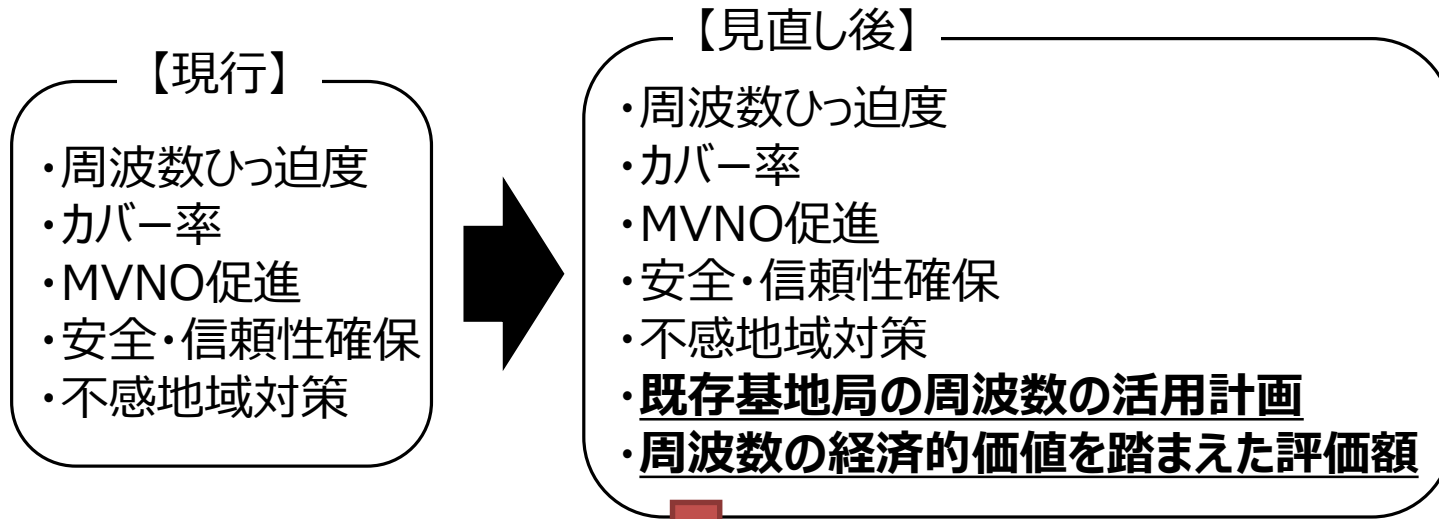 【現行】
・周波数ひっ迫度
・カバー率
・MVNO促進
・安全・信頼性確保
・不感地域対策
【見直し後】
・周波数ひっ迫度
・カバー率
・MVNO促進
・安全・信頼性確保
・不感地域対策
・既存基地局の周波数の活用計画
・周波数の経済的価値を踏まえた評価額